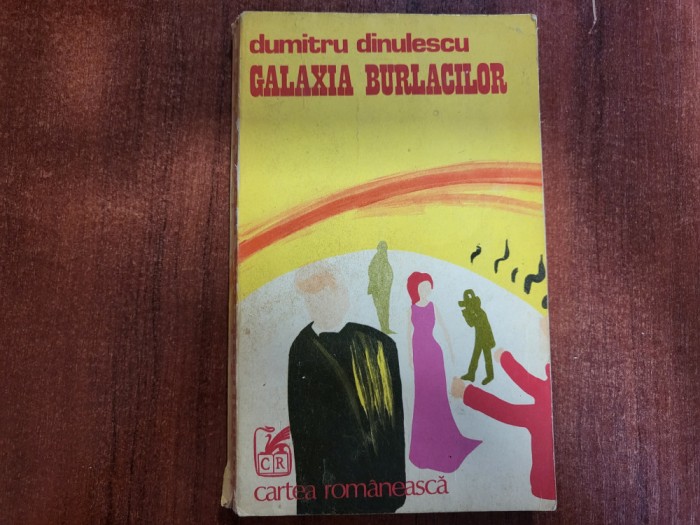 dumitru dinulescu
GALAXIA BURLACILOR
CR
cartea românească